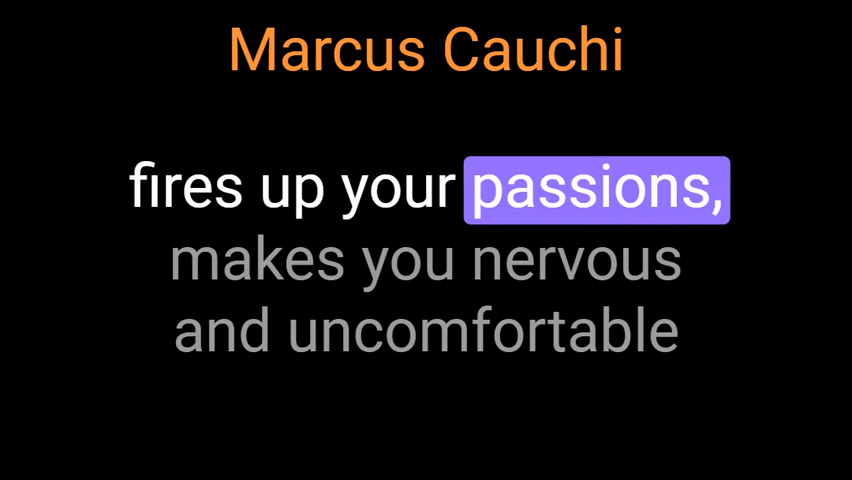 Marcus Cauchi
fires up your passions,
makes you nervous
and uncomfortable